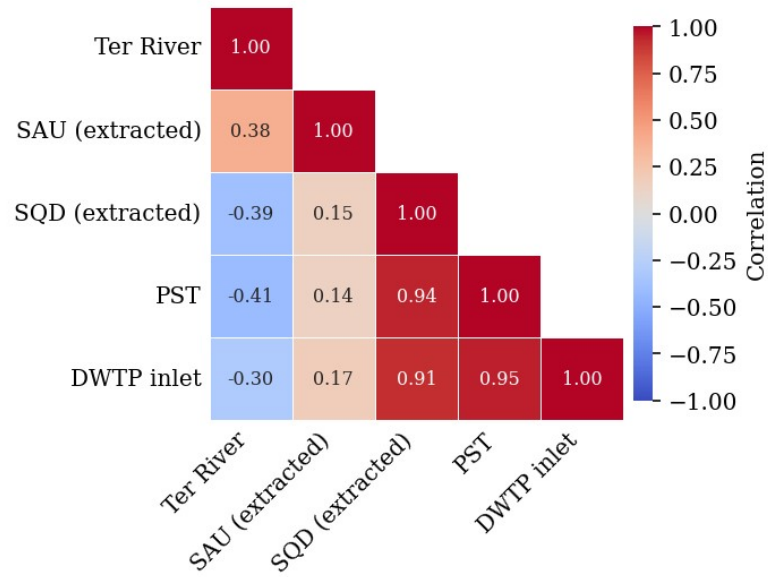 Ter River 1.00
SAU (extracted) 0.38 1.00
SQD (extracted) -0.39 0.15 1.00
PST -0.41 0.14 0.94 1.00
DWTP inlet -0.30 0.17 0.91 0.95 1.00
Ter River
SAU (extracted)
SQD (extracted)
PST
DWTP inlet
1.00
0.75
0.50
0.25
0.00
−0.25
−0.50
−0.75
−1.00
Correlation